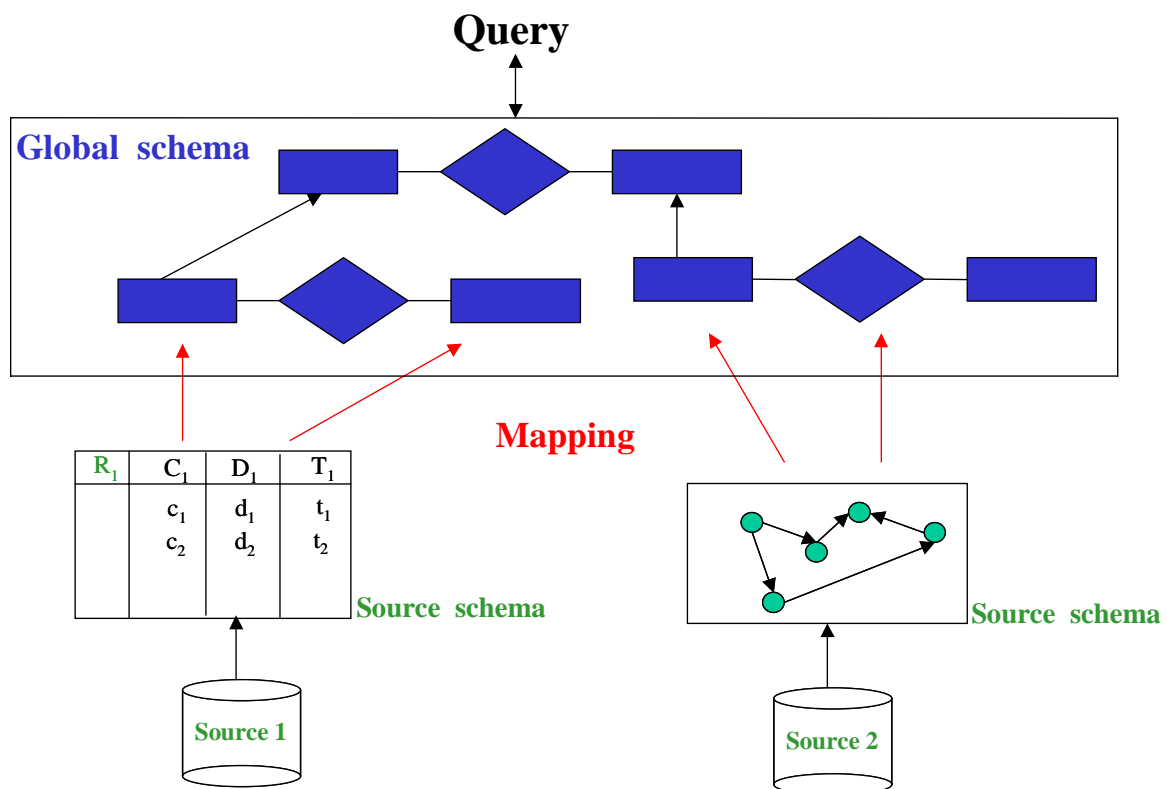 Query
Global schema
Mapping
R₁ C₁ D₁ T₁
c₁ d₁ t₁
c₂ d₂ t₂
Source schema
Source schema
Source 1
Source 2